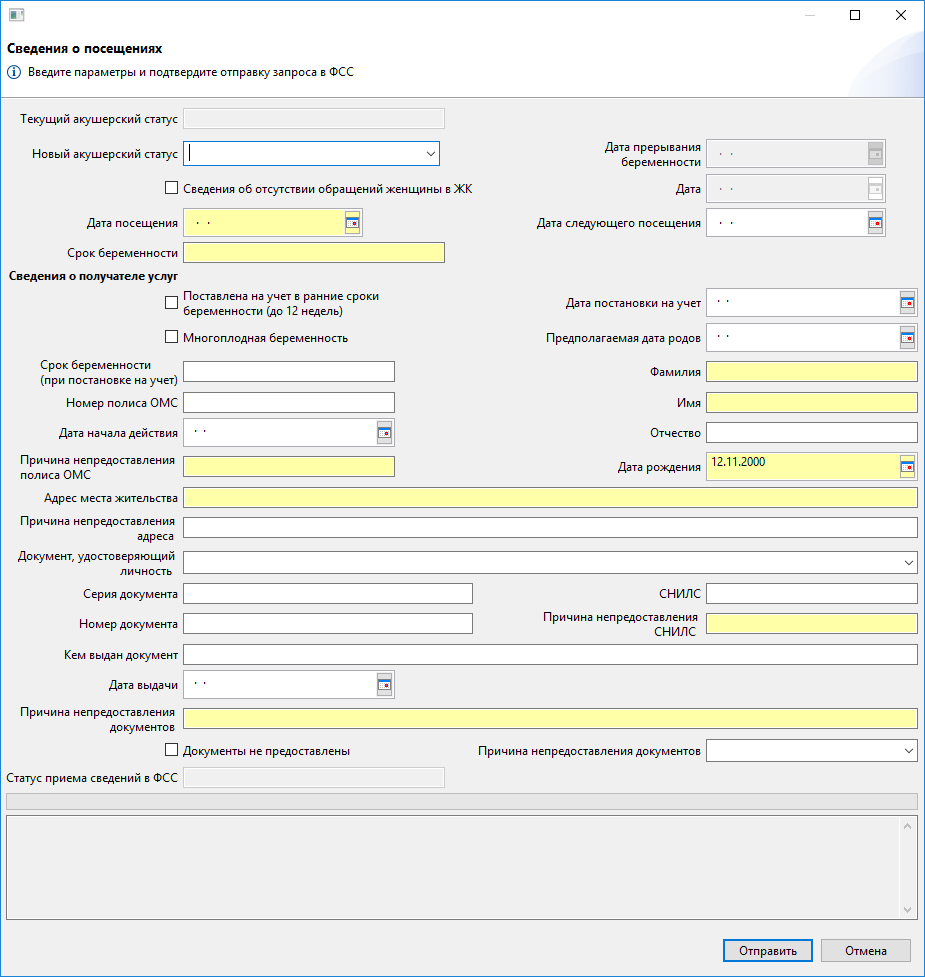 Сведения о посещениях
Введите параметры и подтвердите отправку запроса в ФСС
Текущий акушерский статус
Новый акушерский статус
Дата прерывания
беременности
. .
Сведения об отсутствии обращений женщины в ЖК
Дата
. .
Дата посещения
. .
Дата следующего посещения
. .
Срок беременности
Сведения о получателе услуг
Поставлена на учет в ранние сроки
беременности (до 12 недель)
Дата постановки на учет
. .
Многоплодная беременность
Предполагаемая дата родов
. .
Срок беременности
(при постановке на учет)
Фамилия
Номер полиса ОМС
Имя
Дата начала действия
. .
Отчество
Причина непредоставления
полиса ОМС
Дата рождения
12.11.2000
Адрес места жительства
Причина непредоставления
адреса
Документ, удостоверяющий
личность
Серия документа
СНИЛС
Номер документа
Причина непредоставления
СНИЛС
Кем выдан документ
Дата выдачи
. .
Причина непредоставления
документов
Документы не предоставлены
Причина непредоставления документов
Статус приема сведений в ФСС
Отправить
Отмена